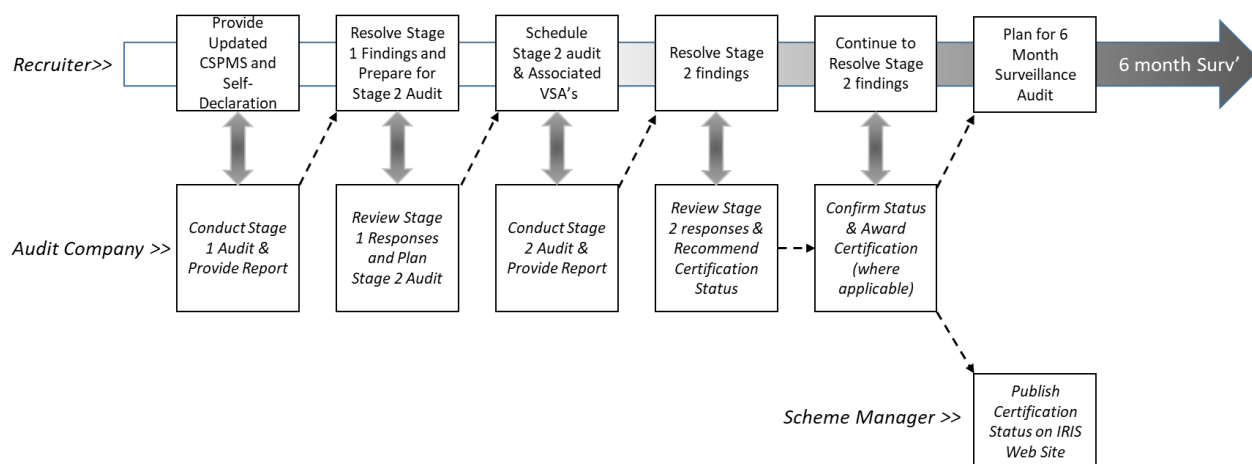 Provide
Updated
CSPMS and
Self-
Declaration
Resolve Stage
1 Findings and
Prepare for
Stage 2 Audit
Schedule
Stage 2 audit
& Associated
VSA's
Resolve Stage
2 findings
Continue to
Resolve Stage
2 findings
Plan for 6
Month
Surveillance
Audit
Recruiter>>
6 month Surv'
Audit Company >>
Conduct Stage
1 Audit &
Provide Report
Review Stage
1 Responses
and Plan
Stage 2 Audit
Conduct Stage
2 Audit &
Provide Report
Review Stage
2 responses &
Recommend
Certification
Status
Confirm Status
& Award
Certification
(where
applicable)
Scheme Manager >>
Publish
Certification
Status on IRIS
Web Site